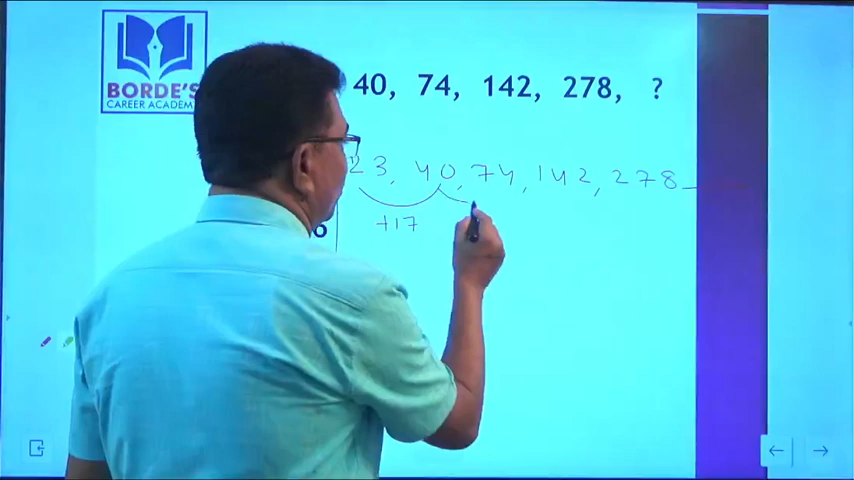 BORDE'S
CAREER ACADEM
40, 74, 142, 278, ?
23, 40, 74, 142, 278
+17